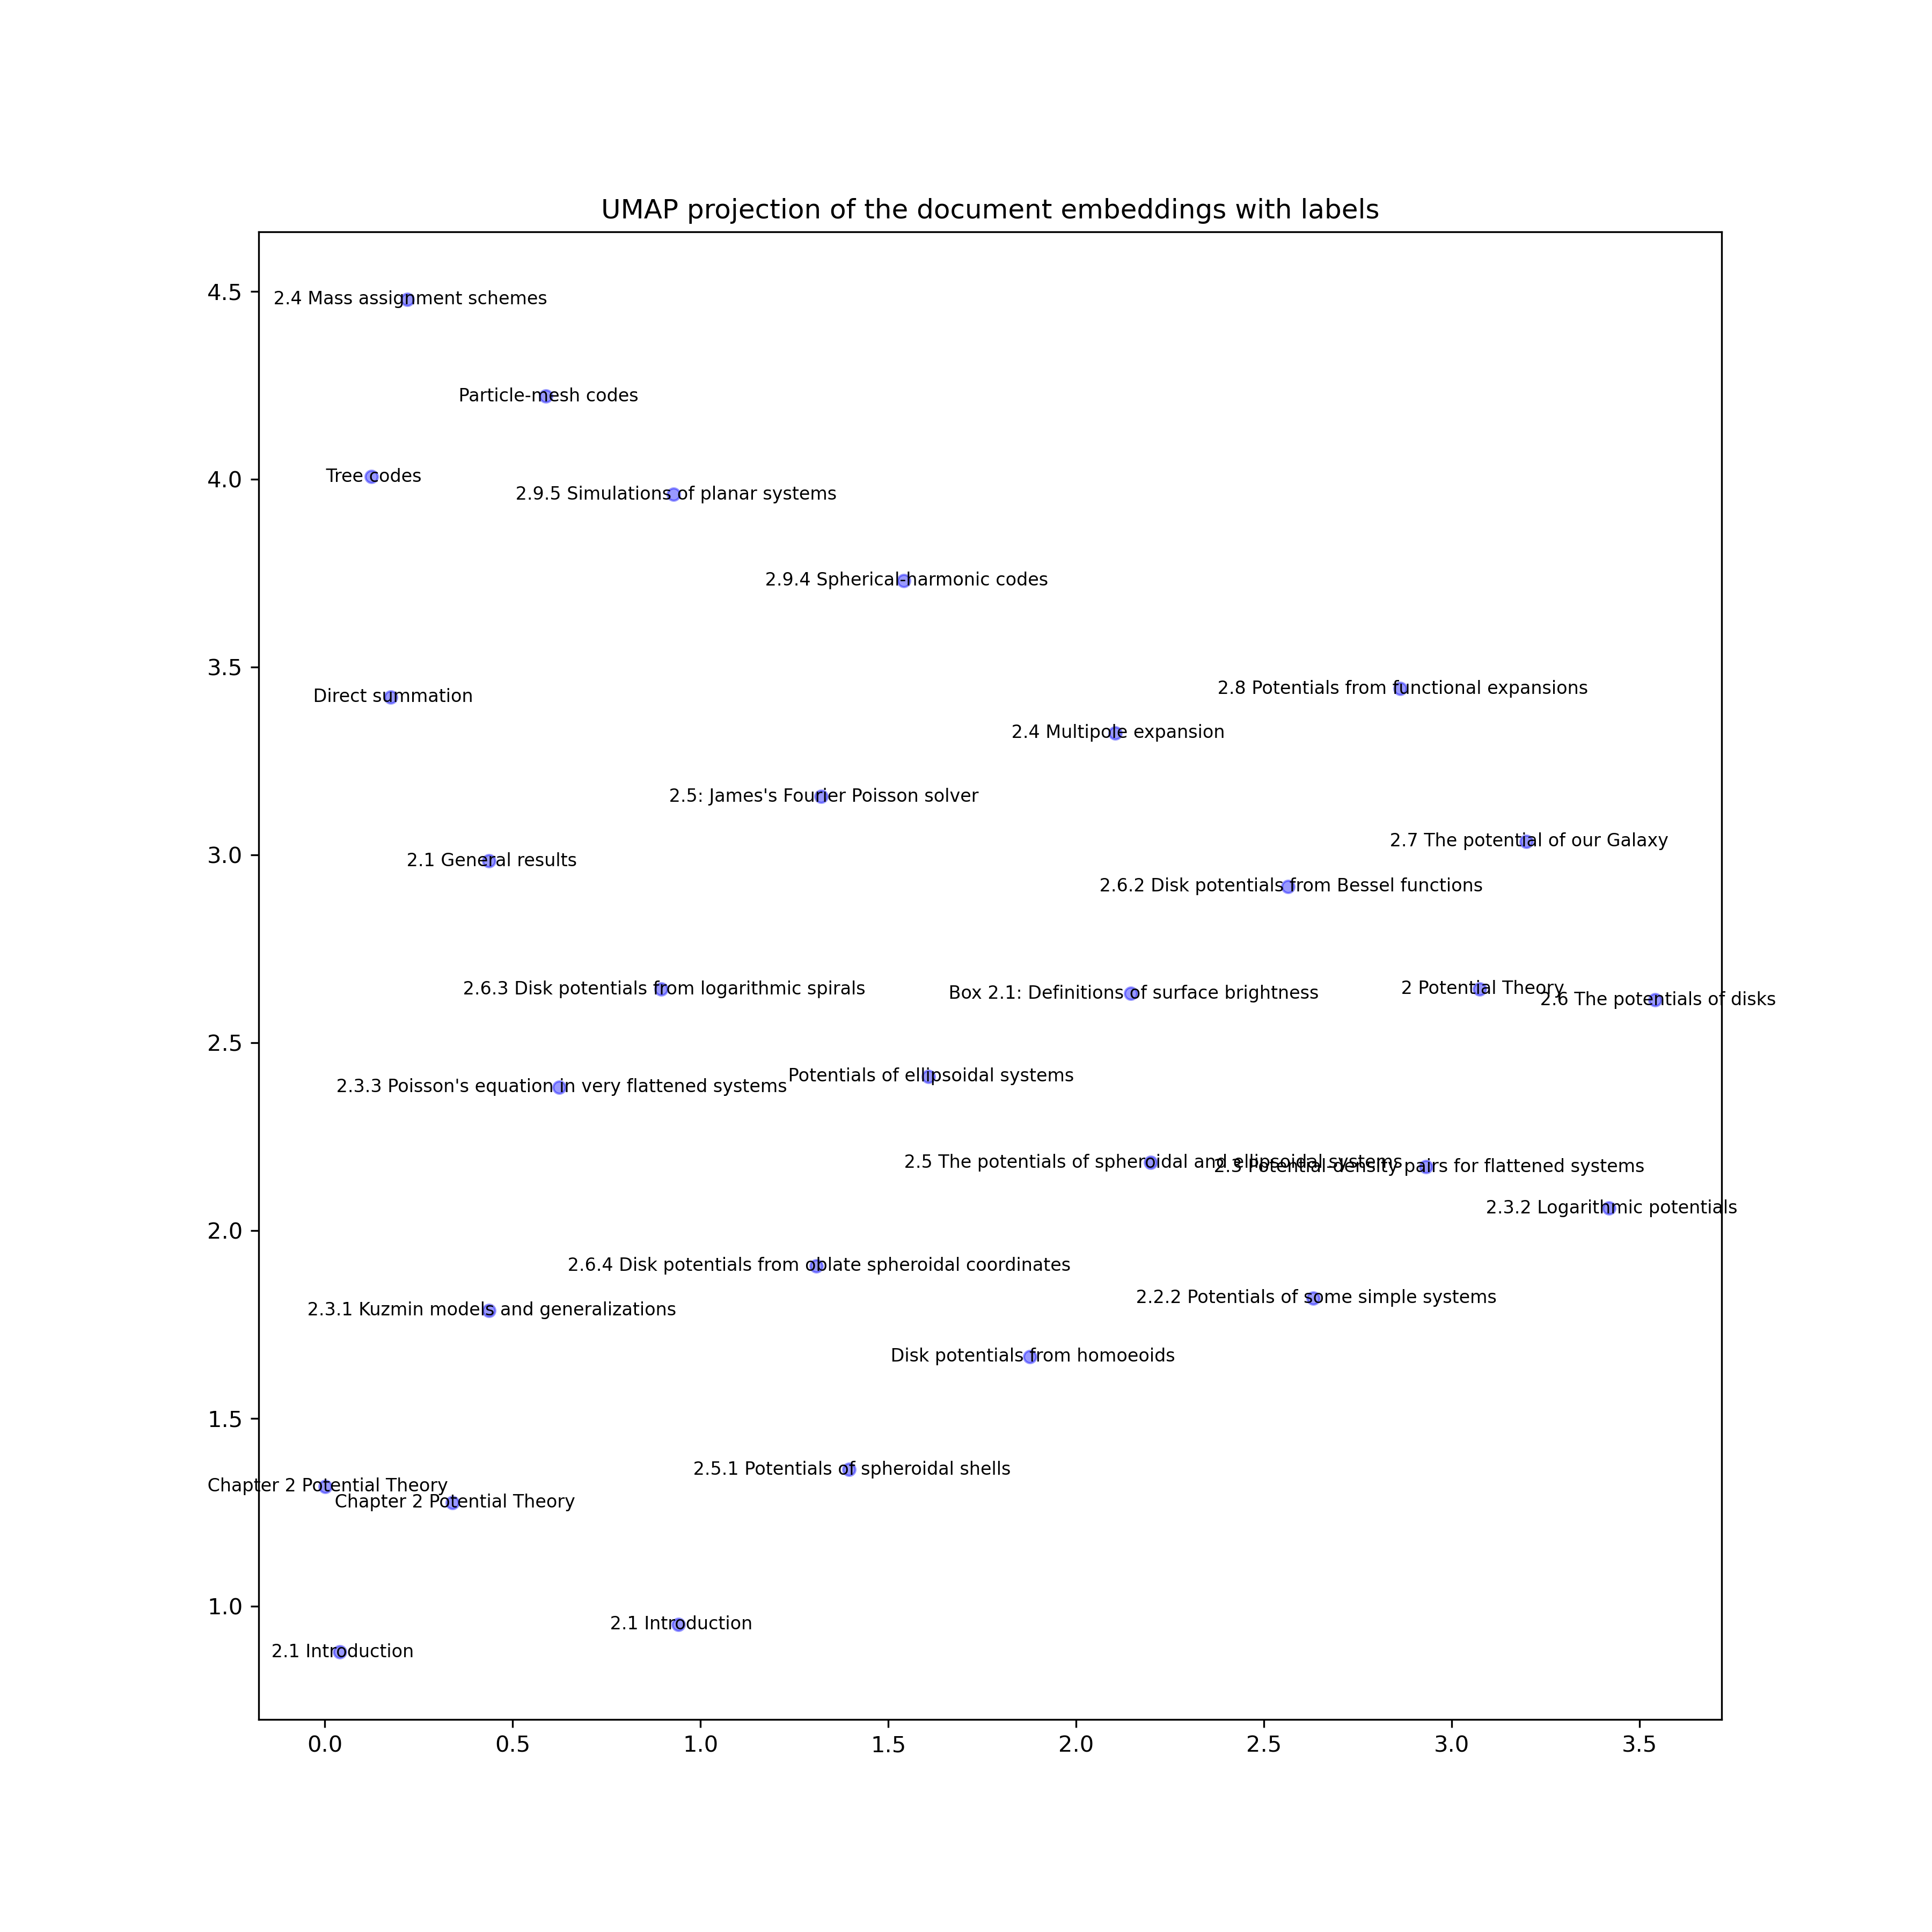 UMAP projection of the document embeddings with labels
4.5
2.4 Mass assignment schemes
Particle-mesh codes
4.0
Tree codes
2.9.5 Simulations of planar systems
2.9.4 Spherical-harmonic codes
3.5
2.8 Potentials from functional expansions
Direct summation
2.4 Multipole expansion
2.5: James's Fourier Poisson solver
2.7 The potential of our Galaxy
3.0
2.1 General results
2.6.2 Disk potentials from Bessel functions
2.6.3 Disk potentials from logarithmic spirals
Box 2.1: Definitions of surface brightness
2 Potential Theory
2.6 The potentials of disks
2.5
2.3.3 Poisson's equation in very flattened systems
Potentials of ellipsoidal systems
2.5 The potentials of spheroidal and ellipsoidal systems
2.3 Potential-density pairs for flattened systems
2.0
2.3.2 Logarithmic potentials
2.6.4 Disk potentials from oblate spheroidal coordinates
2.2.2 Potentials of some simple systems
2.3.1 Kuzmin models and generalizations
Disk potentials from homoeoids
1.5
2.5.1 Potentials of spheroidal shells
Chapter 2 Potential Theory
Chapter 2 Potential Theory
1.0
2.1 Introduction
2.1 Introduction
0.0 0.5 1.0 1.5 2.0 2.5 3.0 3.5